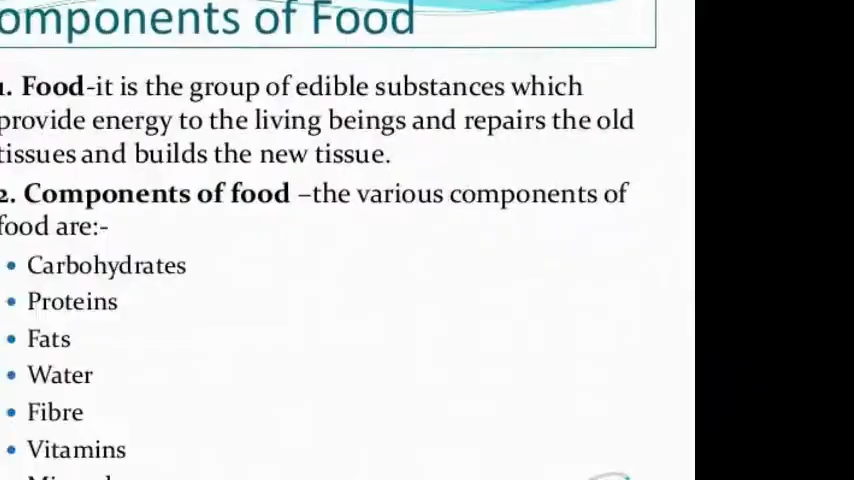 omponents of Food
1. Food-it is the group of edible substances which
provide energy to the living beings and repairs the old
tissues and builds the new tissue.
2. Components of food –the various components of
food are:-
• Carbohydrates
• Proteins
• Fats
• Water
• Fibre
• Vitamins